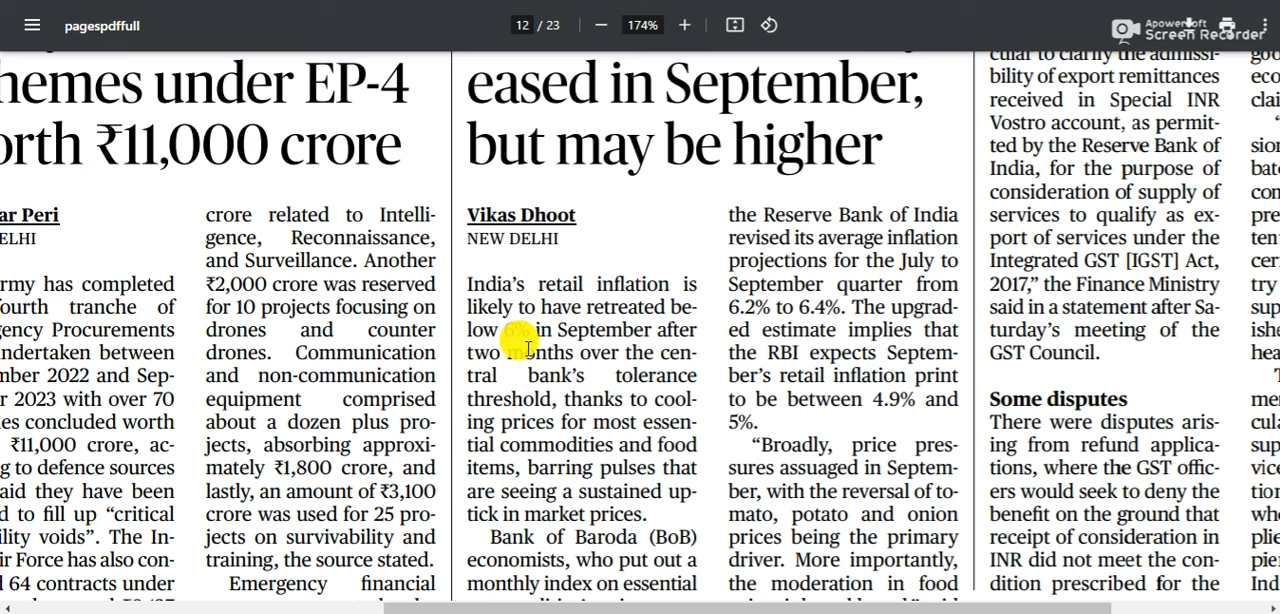 pagespdffull
12 / 23
174%
Apowersoft
Screen Recorder
hemes under EP-4
orth ₹11,000 crore
ar Peri
ELHI
rmy has completed
fourth tranche of
gency Procurements
undertaken between
mber 2022 and Sep-
r 2023 with over 70
es concluded worth
₹11,000 crore, ac-
g to defence sources
said they have been
d to fill up “critical
ility voids”. The In-
ir Force has also con-
d 64 contracts under
crore related to Intelli-
gence, Reconnaissance,
and Surveillance. Another
₹2,000 crore was reserved
for 10 projects focusing on
drones and counter
drones. Communication
and non-communication
equipment comprised
about a dozen plus pro-
jects, absorbing approxi-
mately ₹1,800 crore, and
lastly, an amount of ₹3,100
crore was used for 25 pro-
jects on survivability and
training, the source stated.
Emergency financial
eased in September,
but may be higher
Vikas Dhoot
NEW DELHI
India’s retail inflation is
likely to have retreated be-
low 6% in September after
two months over the cen-
tral bank’s tolerance
threshold, thanks to cool-
ing prices for most essen-
tial commodities and food
items, barring pulses that
are seeing a sustained up-
tick in market prices.
Bank of Baroda (BoB)
economists, who put out a
monthly index on essential
the Reserve Bank of India
revised its average inflation
projections for the July to
September quarter from
6.2% to 6.4%. The upgrad-
ed estimate implies that
the RBI expects Septem-
ber’s retail inflation print
to be between 4.9% and
5%.
“Broadly, price pres-
sures assuaged in Septem-
ber, with the reversal of to-
mato, potato and onion
prices being the primary
driver. More importantly,
the moderation in food
cular to clarify the admissi-
bility of export remittances
received in Special INR
Vostro account, as permit-
ted by the Reserve Bank of
India, for the purpose of
consideration of supply of
services to qualify as ex-
port of services under the
Integrated GST [IGST] Act,
2017,” the Finance Ministry
said in a statement after Sa-
turday’s meeting of the
GST Council.
Some disputes
There were disputes aris-
ing from refund applica-
tions, where the GST offic-
ers would seek to deny the
benefit on the ground that
receipt of consideration in
INR did not meet the con-
dition prescribed for the